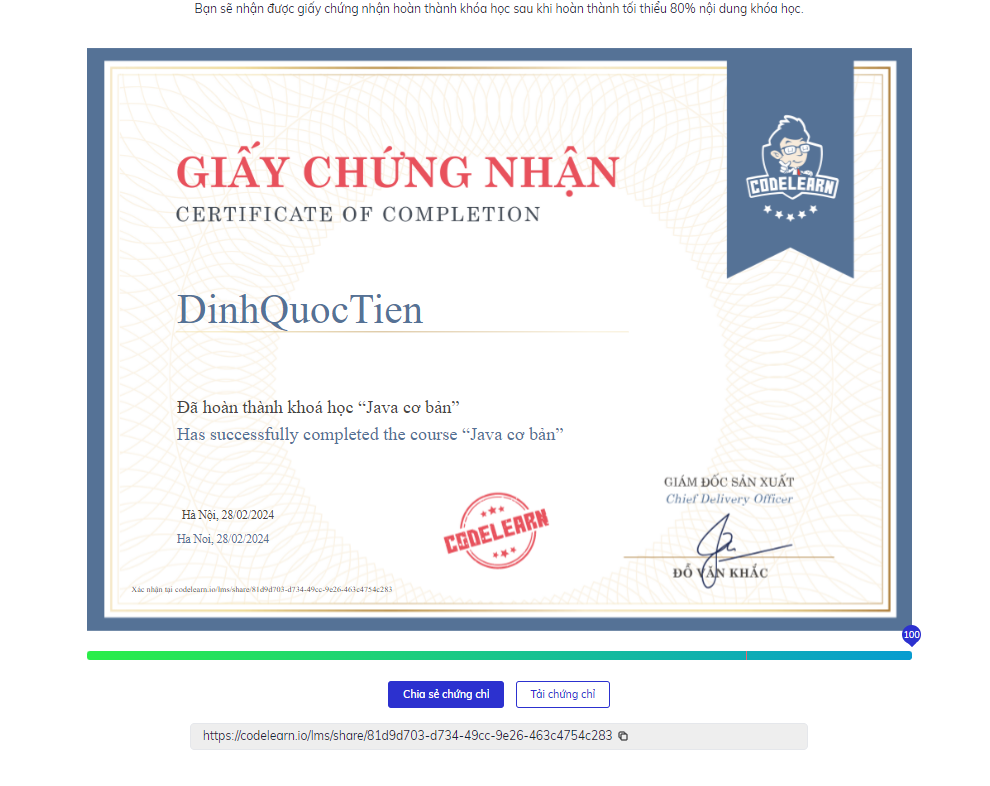 Bạn sẽ nhận được giấy chứng nhận hoàn thành khóa học sau khi hoàn thành tối thiểu 80% nội dung khóa học.
CODELEARN
GIẤY CHỨNG NHẬN
CERTIFICATE OF COMPLETION
DinhQuocTien
Đã hoàn thành khoá học “Java cơ bản”
Has successfully completed the course “Java cơ bản”
GIÁM ĐỐC SẢN XUẤT
Chief Delivery Officer
Hà Nội, 28/02/2024
Ha Noi, 28/02/2024
CODELEARN
ĐỖ VĂN KHẮC
Xác nhận tại codelearn.io/lms/share/81d9d703-d734-49cc-9e26-463c4754c283
100
Chia sẻ chứng chỉ
Tải chứng chỉ
https://codelearn.io/lms/share/81d9d703-d734-49cc-9e26-463c4754c283